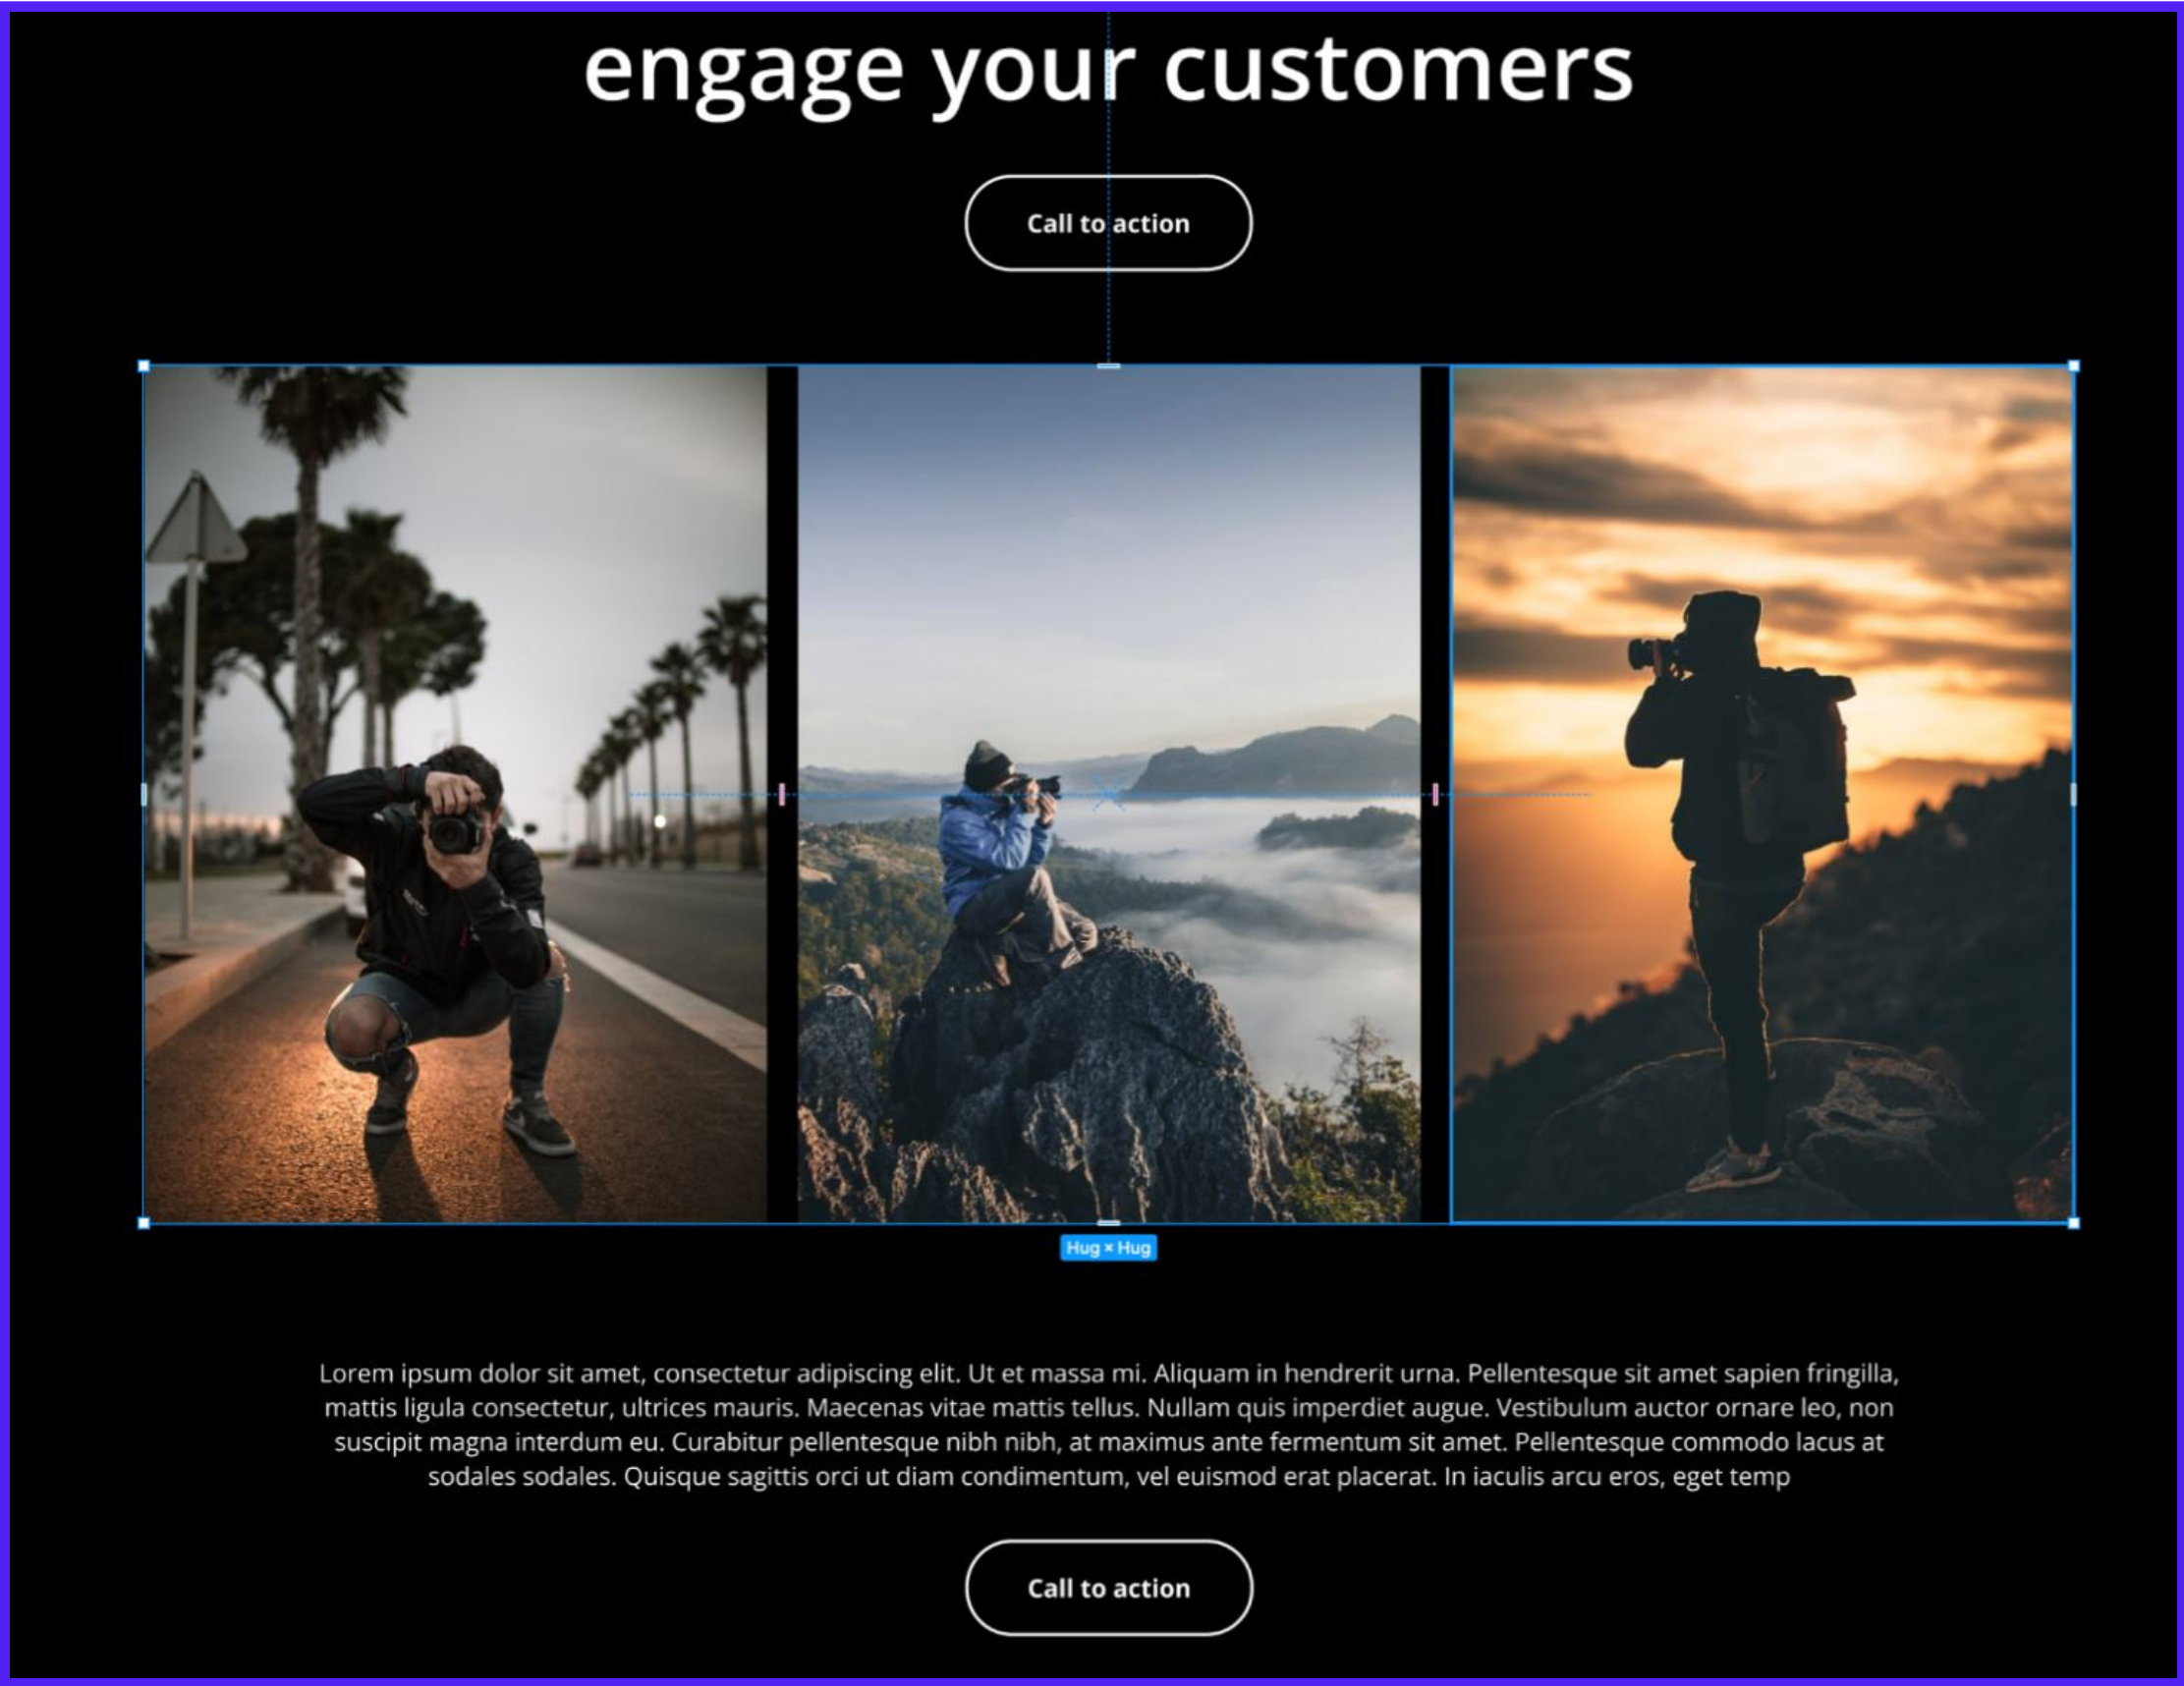 engage your customers
Call to action
Hug × Hug
Lorem ipsum dolor sit amet, consectetur adipiscing elit. Ut et massa mi. Aliquam in hendrerit urna. Pellentesque sit amet sapien fringilla,
mattis ligula consectetur, ultrices mauris. Maecenas vitae mattis tellus. Nullam quis imperdiet augue. Vestibulum auctor ornare leo, non
suscipit magna interdum eu. Curabitur pellentesque nibh nibh, at maximus ante fermentum sit amet. Pellentesque commodo lacus at
sodales sodales. Quisque sagittis orci ut diam condimentum, vel euismod erat placerat. In iaculis arcu eros, eget temp
Call to action